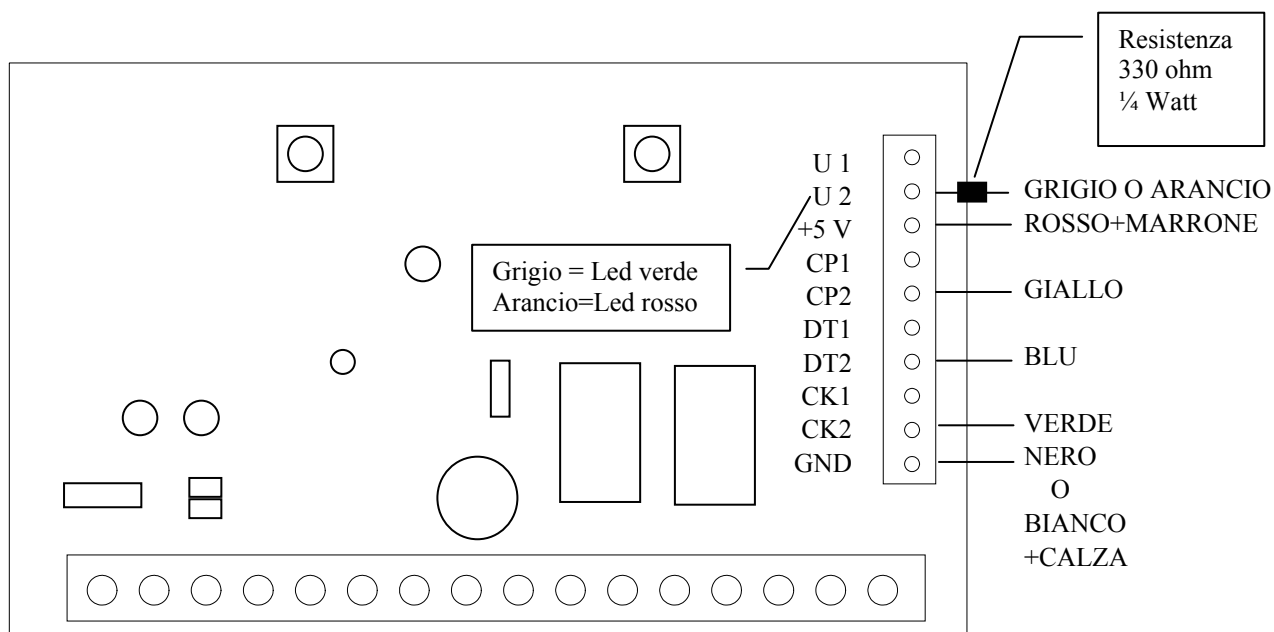 Resistenza
330 ohm
¼ Watt
U 1
U 2
+5 V
CP1
CP2
DT1
DT2
CK1
CK2
GND
Grigio = Led verde
Arancio=Led rosso
GRIGIO O ARANCIO
ROSSO+MARRONE
GIALLO
BLU
VERDE
NERO
O
BIANCO
+CALZA